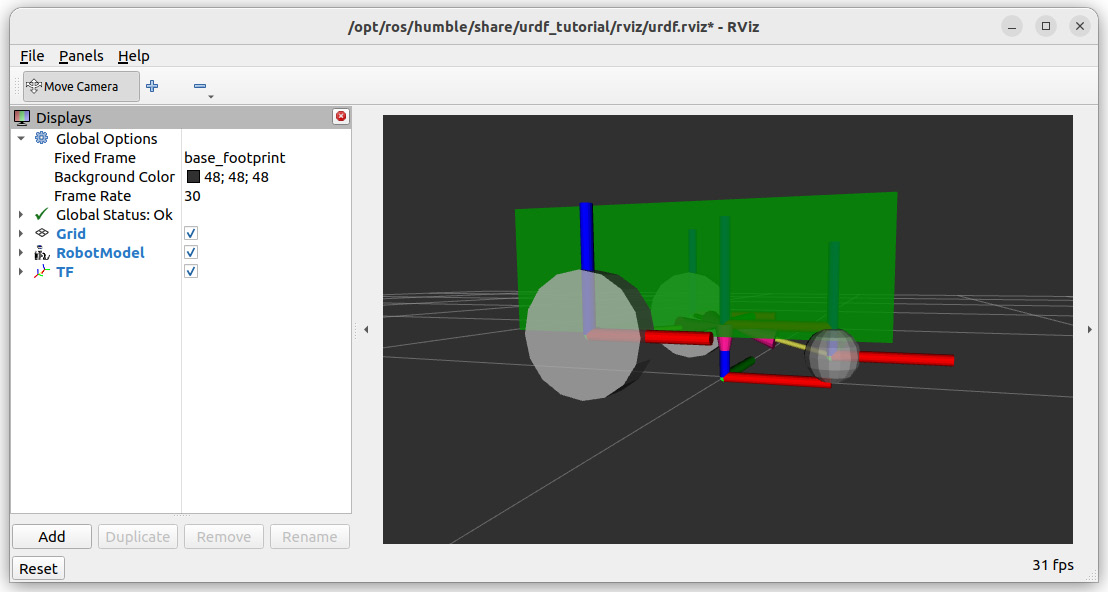 /opt/ros/humble/share/urdf_tutorial/rviz/urdf.rviz* - RViz
File Panels Help
Move Camera
Displays
Global Options
Fixed Frame base_footprint
Background Color 48; 48; 48
Frame Rate 30
Global Status: Ok
Grid
RobotModel
TF
Add Duplicate Remove Rename
Reset
31 fps